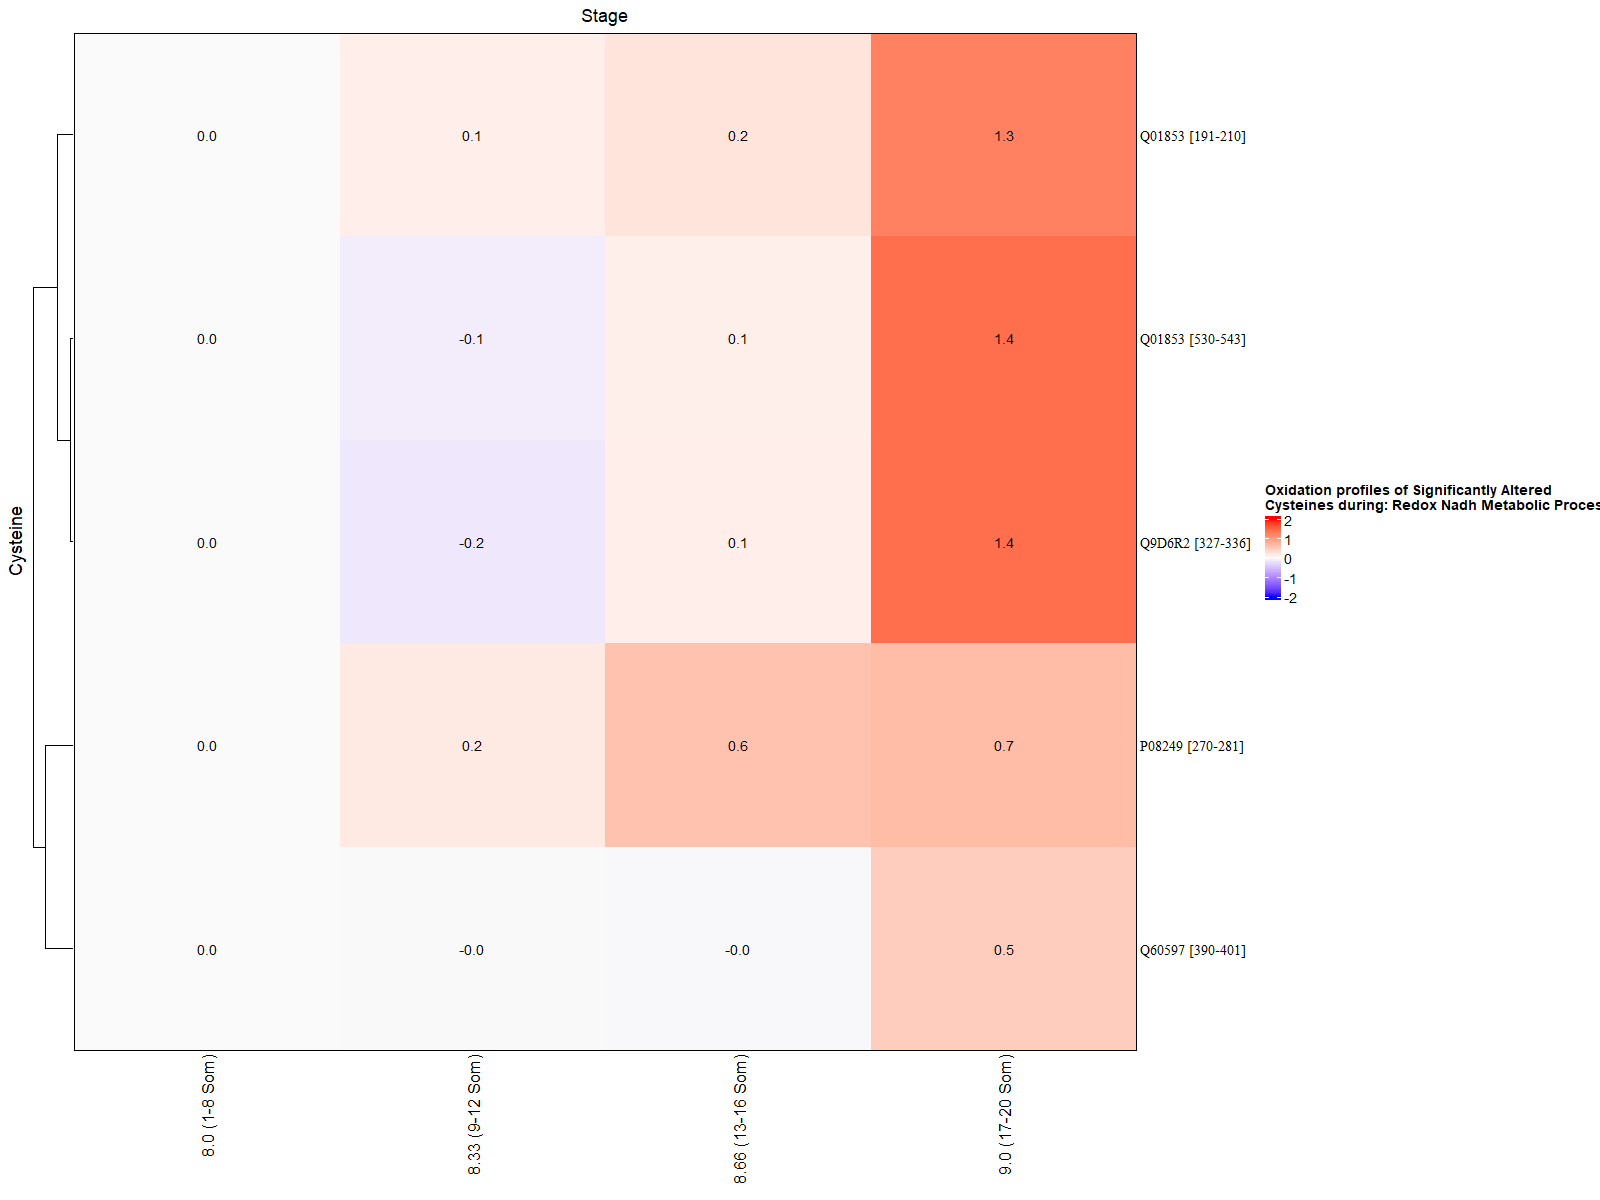 Stage
0.0 0.1 0.2 1.3 Q01853 [191-210]
0.0 -0.1 0.1 1.4 Q01853 [530-543]
0.0 -0.2 0.1 1.4 Q9D6R2 [327-336]
0.0 0.2 0.6 0.7 P08249 [270-281]
0.0 -0.0 -0.0 0.5 Q60597 [390-401]
Cysteine
8.0 (1-8 Som)
8.33 (9-12 Som)
8.66 (13-16 Som)
9.0 (17-20 Som)
Oxidation profiles of Significantly Altered
Cysteines during: Redox Nadh Metabolic Proces
2
1
0
-1
-2